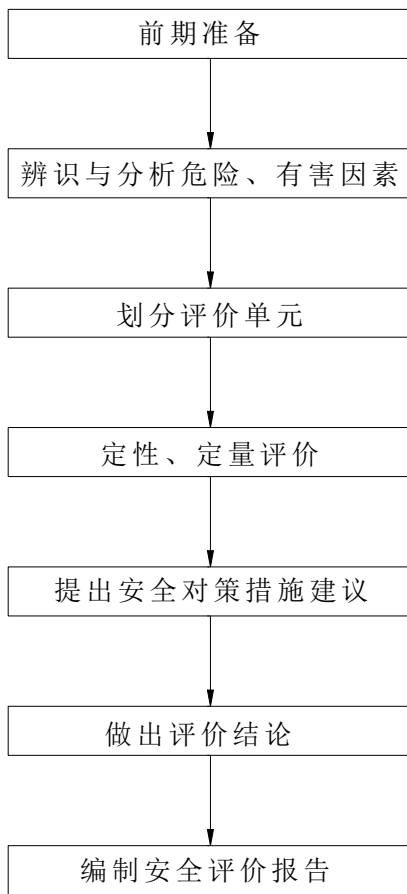 前期准备
辨识与分析危险、有害因素
划分评价单元
定性、定量评价
提出安全对策措施建议
做出评价结论
编制安全评价报告